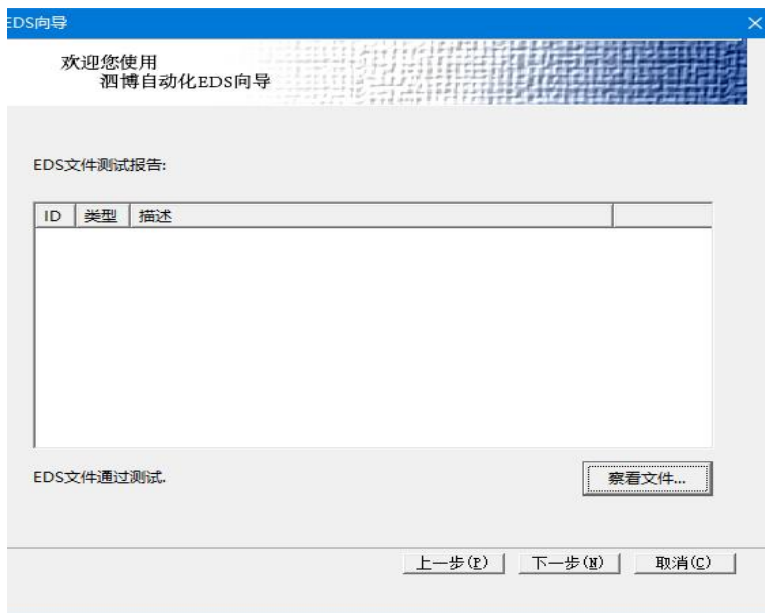 EDS向导
欢迎您使用
泗博自动化EDS向导
EDS文件测试报告:
ID 类型 描述
EDS文件通过测试.
察看文件...
上一步(P) 下一步(N) 取消(C)